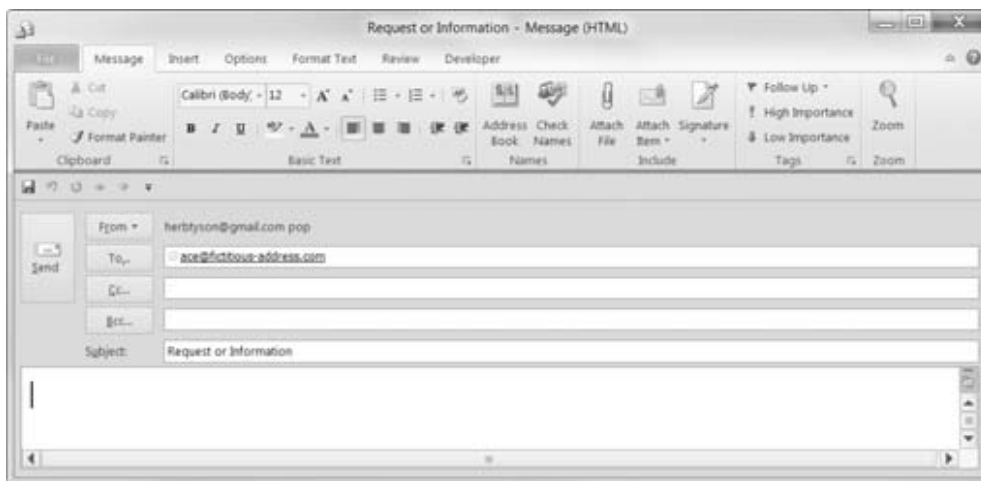 Request or Information - Message (HTML)
File Message Insert Options Format Text Review Developer
Paste
Cut
Copy
Format Painter
Clipboard
Calibri (Body) 12
Basic Text
Address Book
Check Names
Names
Attach File
Attach Item
Signature
Include
Follow Up
High Importance
Low Importance
Tags
Zoom
Zoom
From herbtyson@gmail.com pop
Send
To... ace@fictitious-address.com
Cc...
Bcc...
Subject: Request or Information